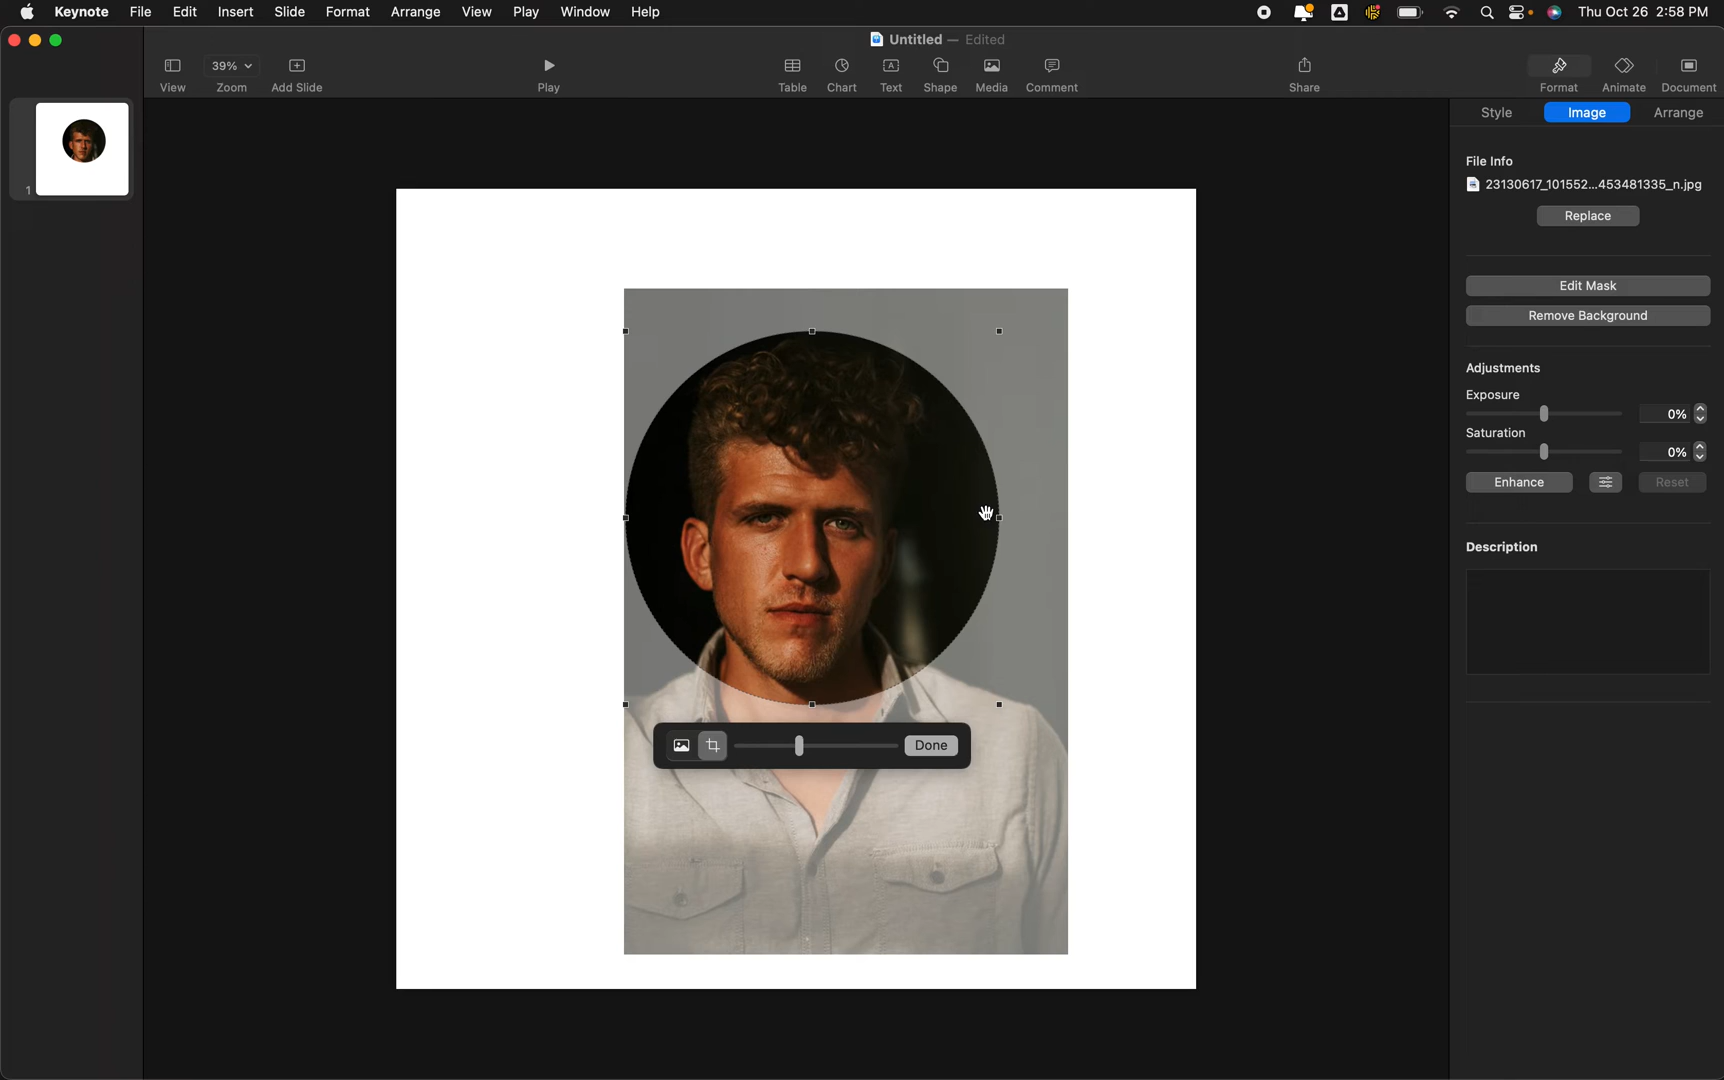 Keynote File Edit Insert Slide Format Arrange View Play Window Help Thu Oct 26 2:58 PM
Untitled — Edited
39%
View Zoom Add Slide Play Table Chart Text Shape Media Comment Share Format Animate Document
Style Image Arrange
1
File Info
23130617_101552...453481335_n.jpg
Replace
Edit Mask
Remove Background
Adjustments
Exposure
0%
Saturation
0%
Enhance Reset
Description
Done